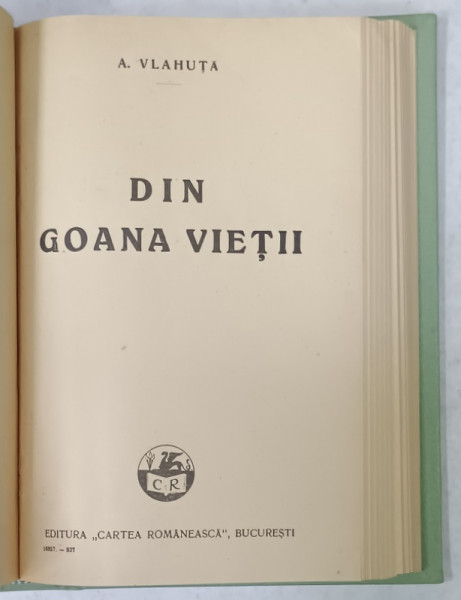 A. VLAHUȚA
DIN
GOANA VIEȚII
C R
EDITURA „CARTEA ROMÂNEASCĂ“, BUCUREȘTI